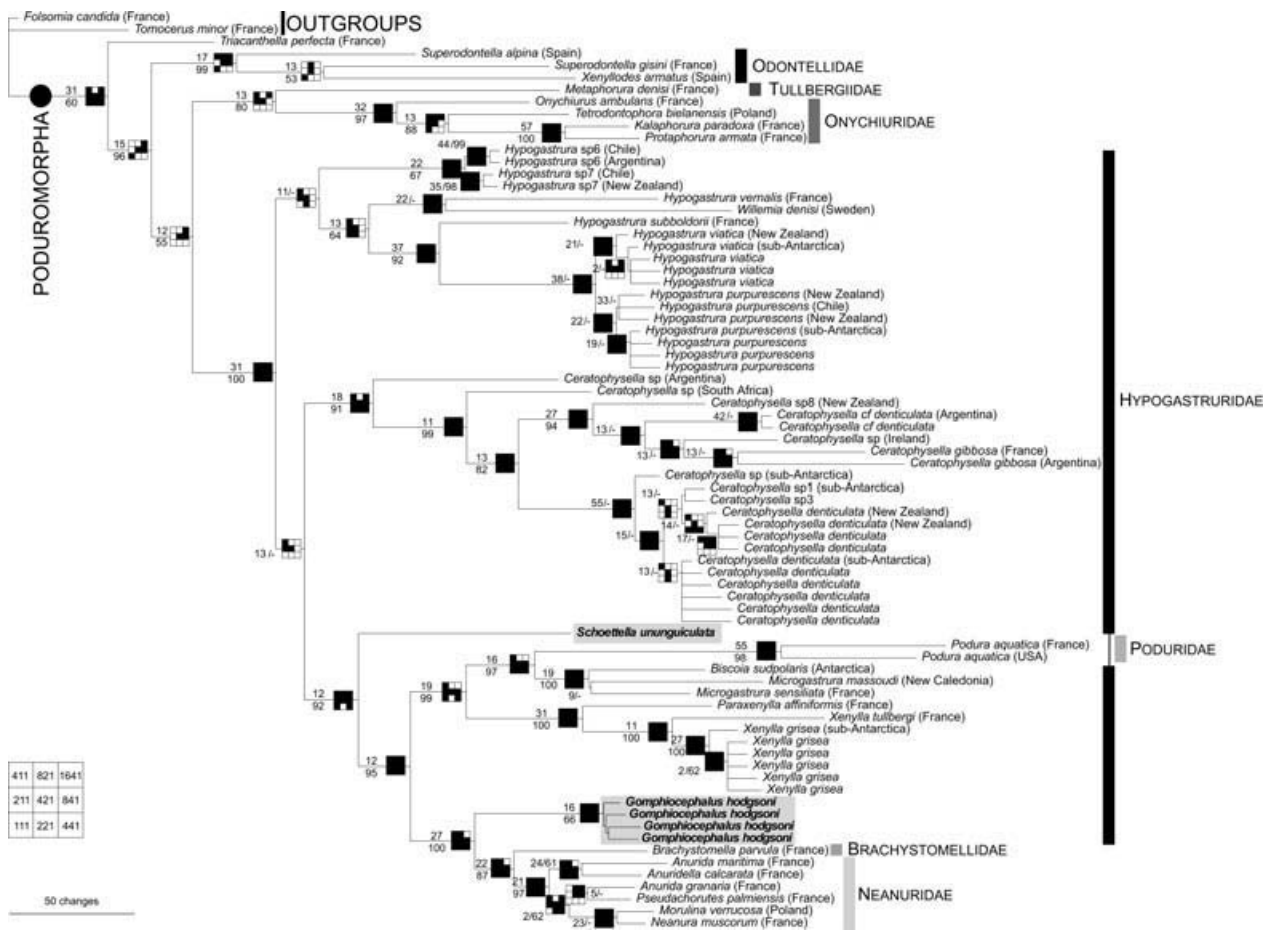 Folsomia candida (France)
OUTGROUPS
Tomocerus minor (France)
Triacanthella perfecta (France)
Superodontella alpina (Spain)
17
99
Superodontella gisini (France)
13
53
Xenyllodes armatus (Spain)
ODONTELLIDAE
31
60
PODUROMORPHA
Metaphorura denisi (France)
TULLBERGIIDAE
13
80
Onychiurus ambulans (France)
32
97
Tetrodontophora bielanensis (Poland)
13
88
Kalaphorura paradoxa (France)
57
100
Protaphorura armata (France)
ONYCHIURIDAE
15
96
44/99
Hypogastrura sp6 (Chile)
Hypogastrura sp6 (Argentina)
22
67
Hypogastrura sp7 (Chile)
35/98
Hypogastrura sp7 (New Zealand)
11/-
22/-
Hypogastrura vernalis (France)
Willemia denisi (Sweden)
13
64
Hypogastrura subboldorii (France)
12
55
37
92
Hypogastrura viatica (New Zealand)
21/-
Hypogastrura viatica (sub-Antarctica)
Hypogastrura viatica
2/-
Hypogastrura viatica
Hypogastrura viatica
38/-
Hypogastrura purpurescens (New Zealand)
33/-
Hypogastrura purpurescens (Chile)
22/-
Hypogastrura purpurescens (New Zealand)
Hypogastrura purpurescens (sub-Antarctica)
19/-
Hypogastrura purpurescens
Hypogastrura purpurescens
Hypogastrura purpurescens
31
100
Ceratophysella sp (Argentina)
18
91
Ceratophysella sp (South Africa)
HYPOGASTRURIDAE
Ceratophysella sp8 (New Zealand)
27
94
42/-
Ceratophysella cf denticulata (Argentina)
Ceratophysella cf denticulata
11
99
13/-
Ceratophysella sp (Ireland)
13/-
13/-
Ceratophysella gibbosa (France)
Ceratophysella gibbosa (Argentina)
13
82
Ceratophysella sp (sub-Antarctica)
55/-
13/-
Ceratophysella sp1 (sub-Antarctica)
Ceratophysella sp3
Ceratophysella denticulata (New Zealand)
14/-
Ceratophysella denticulata (New Zealand)
15/-
17/-
Ceratophysella denticulata
Ceratophysella denticulata
13/-
Ceratophysella denticulata (sub-Antarctica)
13/-
Ceratophysella denticulata
Ceratophysella denticulata
Ceratophysella denticulata
Ceratophysella denticulata
Ceratophysella denticulata
Schoettella ununguiculata
55
98
Podura aquatica (France)
Podura aquatica (USA)
PODURIDAE
16
97
Biscoia sudpolaris (Antarctica)
19
100
Microgastrura massoudi (New Caledonia)
9/-
Microgastrura sensiliata (France)
12
92
19
99
Paraxenylla affiniformis (France)
31
100
Xenylla tullbergi (France)
11
100
Xenylla grisea (sub-Antarctica)
27
100
Xenylla grisea
Xenylla grisea
2/62
Xenylla grisea
Xenylla grisea
Xenylla grisea
12
95
411 821 1641
211 421 841
111 221 441
16
66
Gomphiocephalus hodgsoni
Gomphiocephalus hodgsoni
Gomphiocephalus hodgsoni
Gomphiocephalus hodgsoni
27
100
Brachystomella parvula (France)
BRACHYSTOMELLIDAE
22
87
24/61
Anurida maritima (France)
Anuridella calcarata (France)
21
97
Anurida granaria (France)
5/-
Pseudachorutes palmiensis (France)
2/62
Morulina verrucosa (Poland)
23/-
Neanura muscorum (France)
NEANURIDAE
50 changes